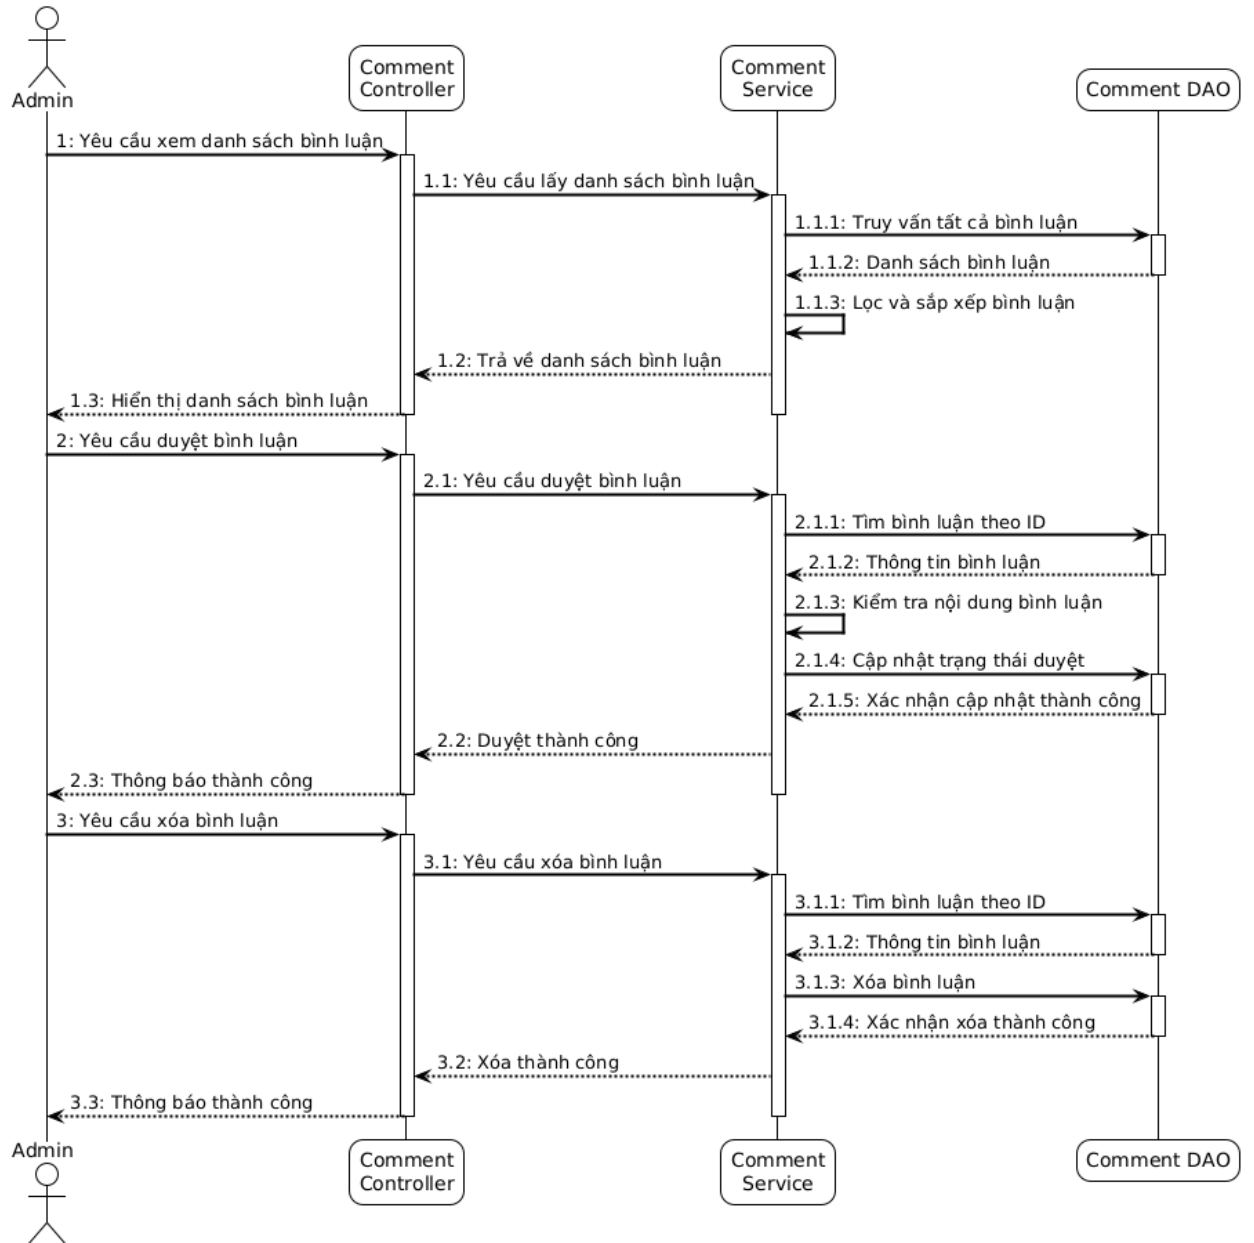 Admin
Comment
Controller
Comment
Service
Comment DAO
1: Yêu cầu xem danh sách bình luận
1.1: Yêu cầu lấy danh sách bình luận
1.1.1: Truy vấn tất cả bình luận
1.1.2: Danh sách bình luận
1.1.3: Lọc và sắp xếp bình luận
1.2: Trả về danh sách bình luận
1.3: Hiển thị danh sách bình luận
2: Yêu cầu duyệt bình luận
2.1: Yêu cầu duyệt bình luận
2.1.1: Tìm bình luận theo ID
2.1.2: Thông tin bình luận
2.1.3: Kiểm tra nội dung bình luận
2.1.4: Cập nhật trạng thái duyệt
2.1.5: Xác nhận cập nhật thành công
2.2: Duyệt thành công
2.3: Thông báo thành công
3: Yêu cầu xóa bình luận
3.1: Yêu cầu xóa bình luận
3.1.1: Tìm bình luận theo ID
3.1.2: Thông tin bình luận
3.1.3: Xóa bình luận
3.1.4: Xác nhận xóa thành công
3.2: Xóa thành công
3.3: Thông báo thành công
Admin
Comment
Controller
Comment
Service
Comment DAO